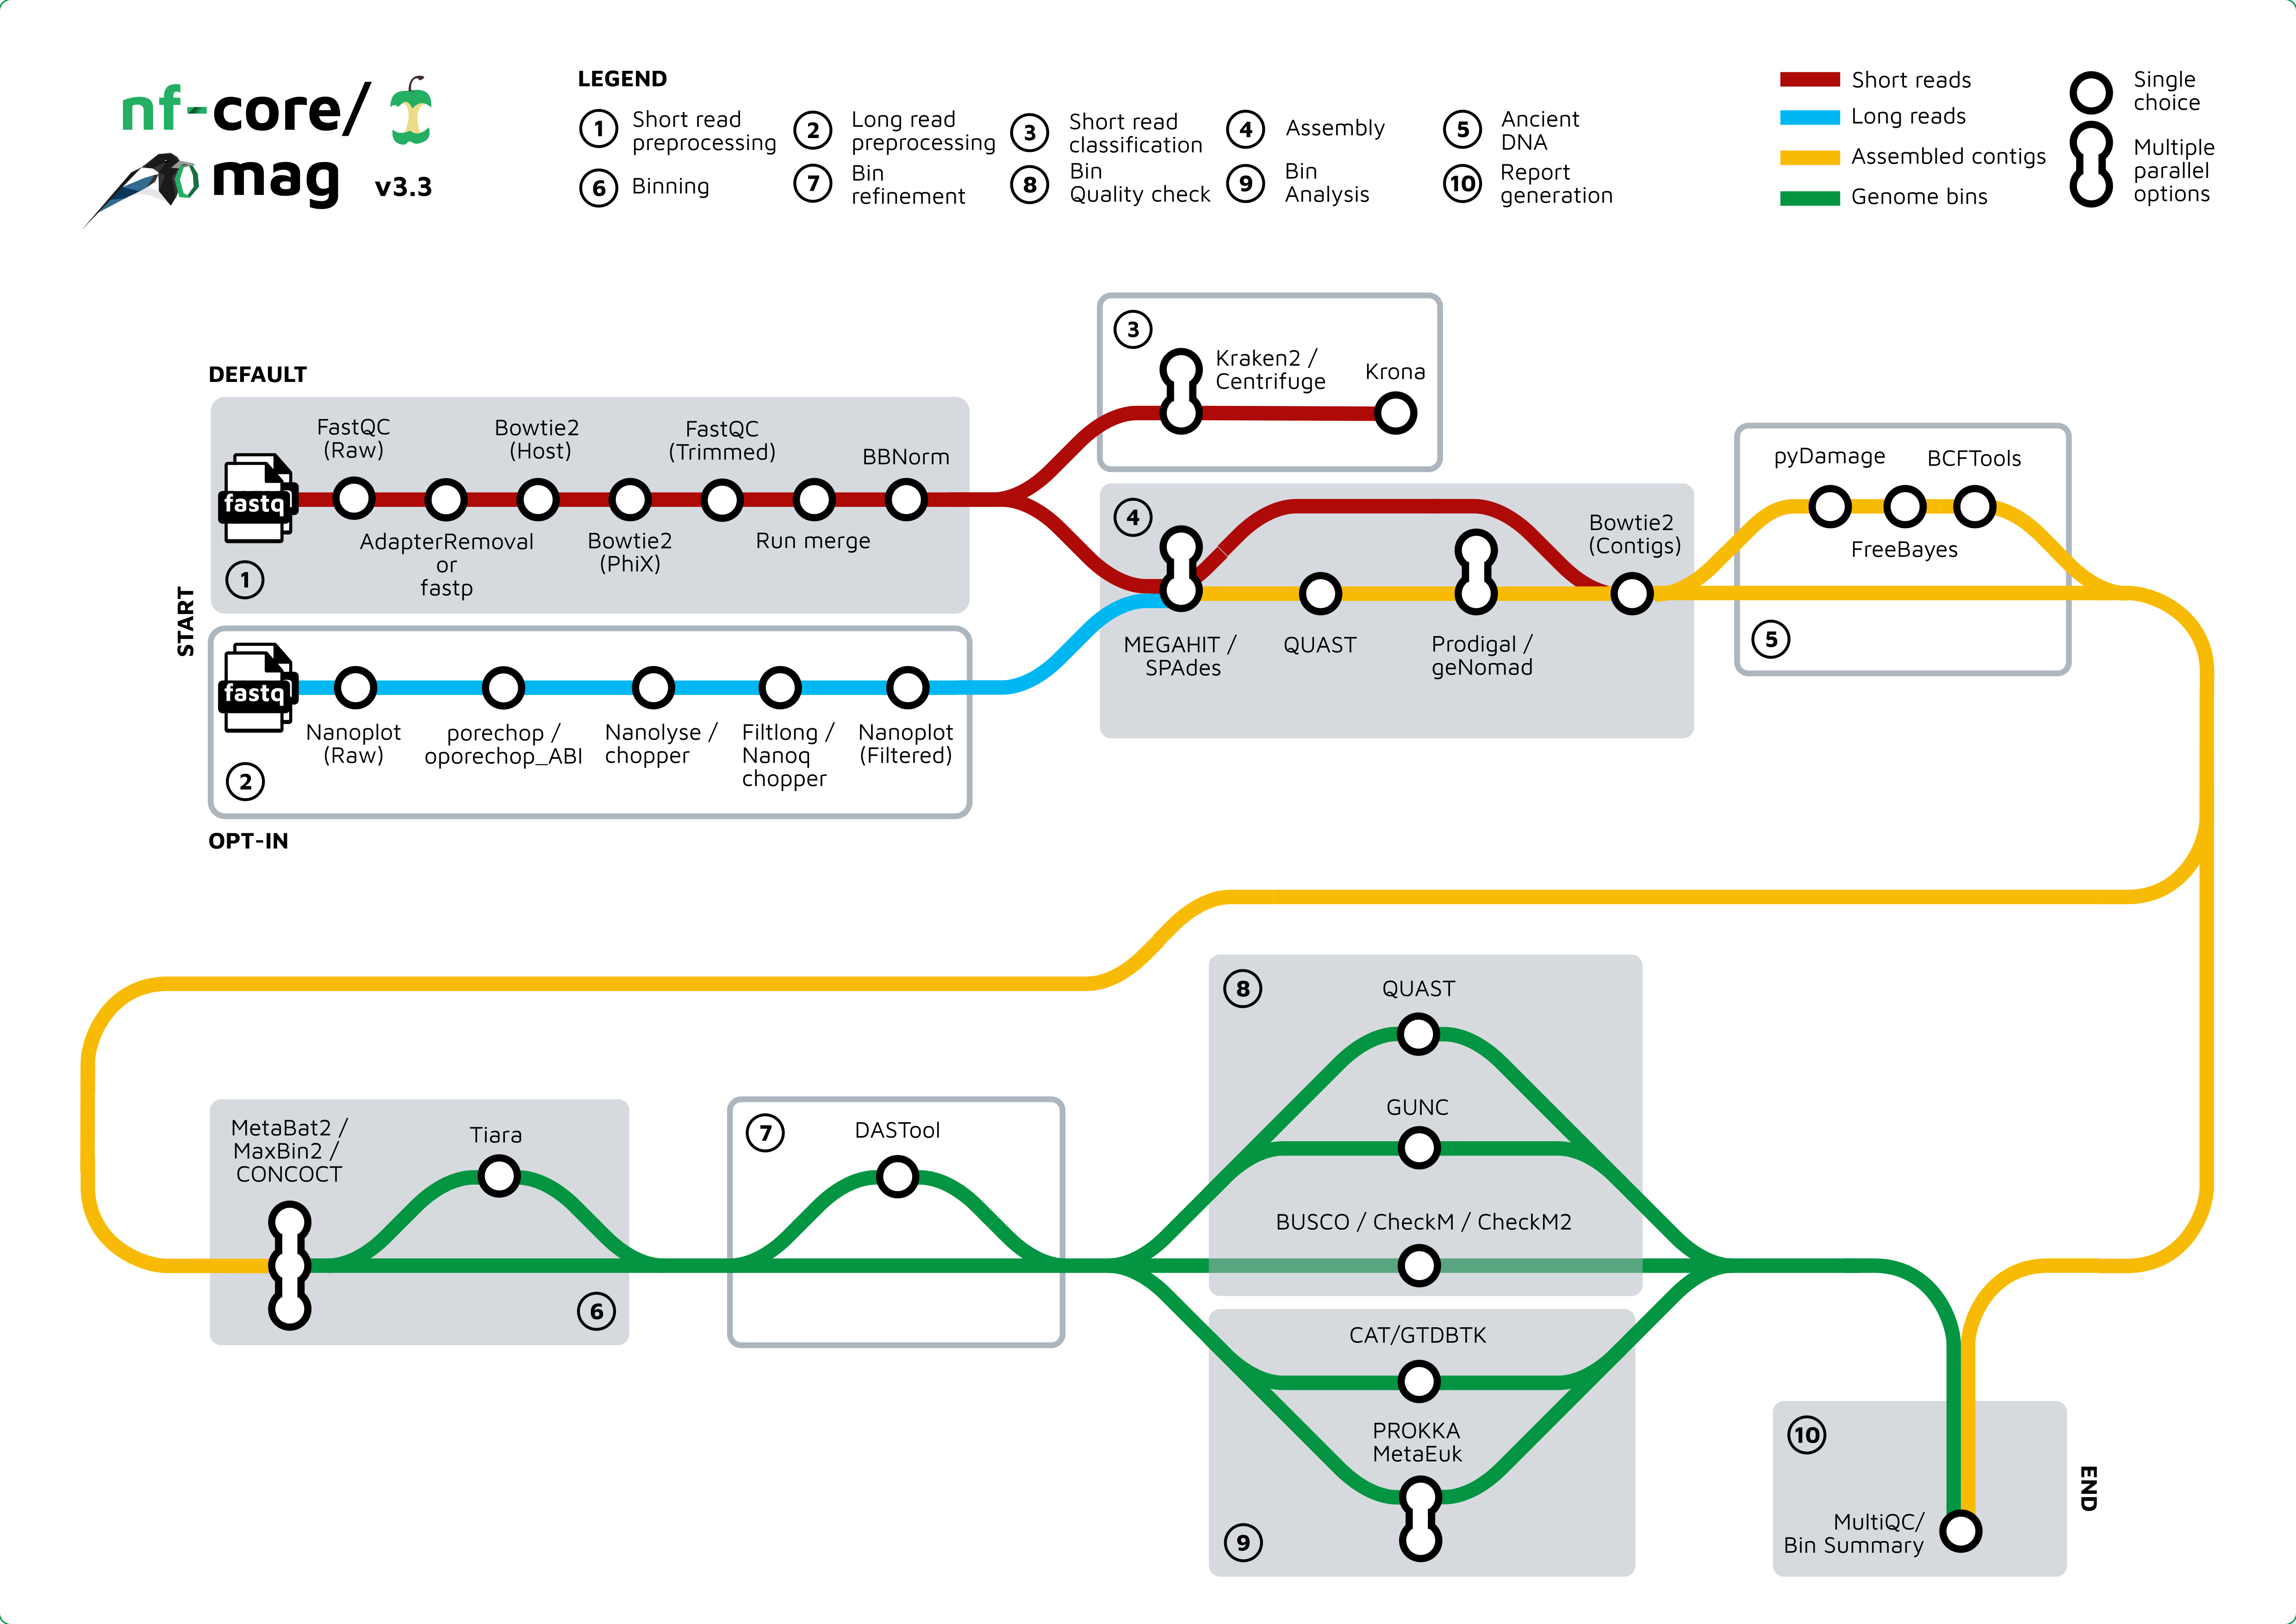 nf-core/
mag v3.3
LEGEND
1 Short read
preprocessing
2 Long read
preprocessing
3 Short read
classification
4 Assembly
5 Ancient
DNA
6 Binning
7 Bin
refinement
8 Bin
Quality check
9 Bin
Analysis
10 Report
generation
Short reads
Long reads
Assembled contigs
Genome bins
Single
choice
Multiple
parallel
options
DEFAULT
START
fastq
1
FastQC
(Raw)
AdapterRemoval
or
fastp
Bowtie2
(Host)
Bowtie2
(PhiX)
FastQC
(Trimmed)
Run merge
BBNorm
fastq
2
Nanoplot
(Raw)
porechop /
oporechop_ABI
Nanolyse /
chopper
Filtlong /
Nanoq
chopper
Nanoplot
(Filtered)
OPT-IN
3
Kraken2 /
Centrifuge
Krona
4
MEGAHIT /
SPAdes
QUAST
Prodigal /
geNomad
Bowtie2
(Contigs)
pyDamage
FreeBayes
BCFTools
5
MetaBat2 /
MaxBin2 /
CONCOCT
Tiara
6
7
DASTool
8
QUAST
GUNC
BUSCO / CheckM / CheckM2
CAT/GTDBTK
PROKKA
MetaEuk
9
10
MultiQC/
Bin Summary
END